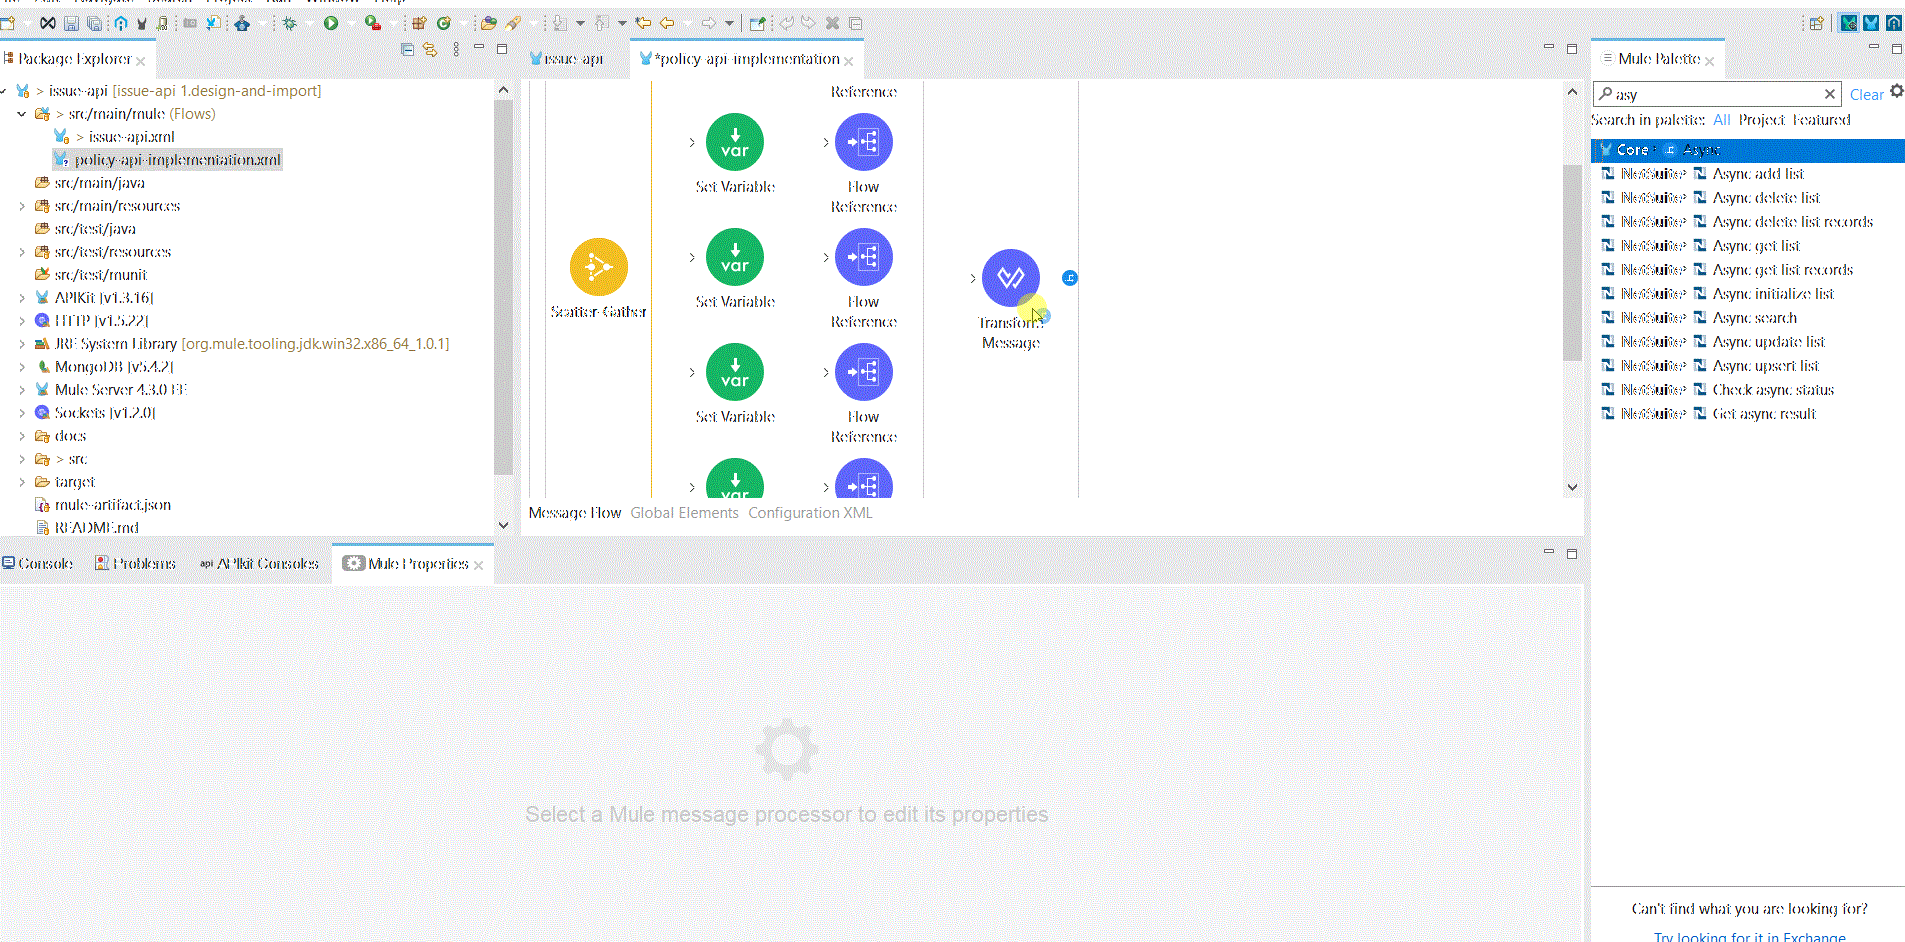 Package Explorer
issue-api
*policy-api-implementation
Mule Palette
> issue-api [issue-api 1.design-and-import]
> src/main/mule (Flows)
> issue-api.xml
policy-api-implementation.xml
src/main/java
> src/main/resources
src/test/java
> src/test/resources
src/test/munit
> APIKit [v1.3.16]
> HTTP [v1.5.22]
> JRE System Library [org.mule.tooling.jdk.win32.x86_64_1.0.1]
> MongoDB [v5.4.2]
> Mule Server 4.3.0 EE
> Sockets [v1.2.0]
> docs
> > src
> target
mule-artifact.json
README.md
Reference
var
Set Variable
Flow
Reference
var
Set Variable
Flow
Reference
Scatter-Gather
Transform
Message
var
Set Variable
Flow
Reference
var
Message Flow Global Elements Configuration XML
asy
Clear
Search in palette: All Project Featured
Core Async
NetSuite Async add list
NetSuite Async delete list
NetSuite Async delete list records
NetSuite Async get list
NetSuite Async get list records
NetSuite Async initialize list
NetSuite Async search
NetSuite Async update list
NetSuite Async upsert list
NetSuite Check async status
NetSuite Get async result
Can't find what you are looking for?
Try looking for it in Exchange
Console
Problems
api APIkit Consoles
Mule Properties
Select a Mule message processor to edit its properties